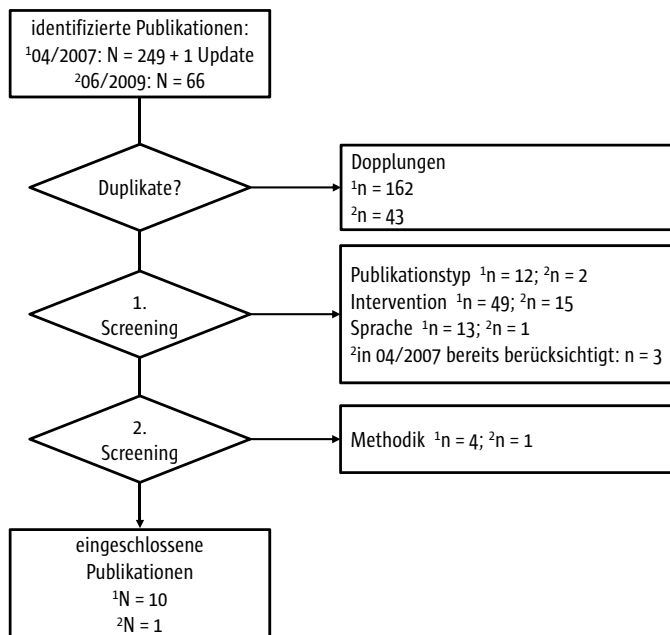 identifizierte Publikationen:
¹04/2007: N = 249 + 1 Update
²06/2009: N = 66
Duplikate?
Dopplungen
¹n = 162
²n = 43
1.
Screening
Publikationstyp ¹n = 12; ²n = 2
Intervention ¹n = 49; ²n = 15
Sprache ¹n = 13; ²n = 1
²in 04/2007 bereits berücksichtigt: n = 3
2.
Screening
Methodik ¹n = 4; ²n = 1
eingeschlossene
Publikationen
¹N = 10
²N = 1